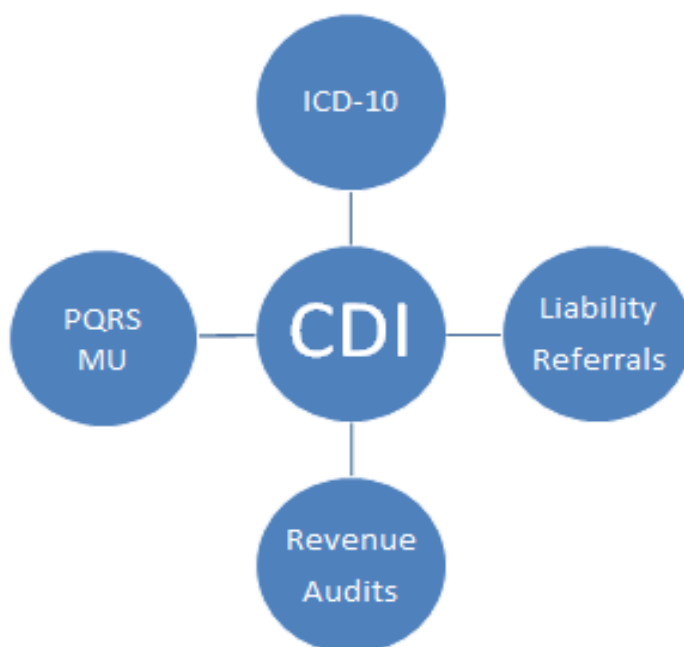 ICD-10
PQRS
MU
CDI
Liability
Referrals
Revenue
Audits